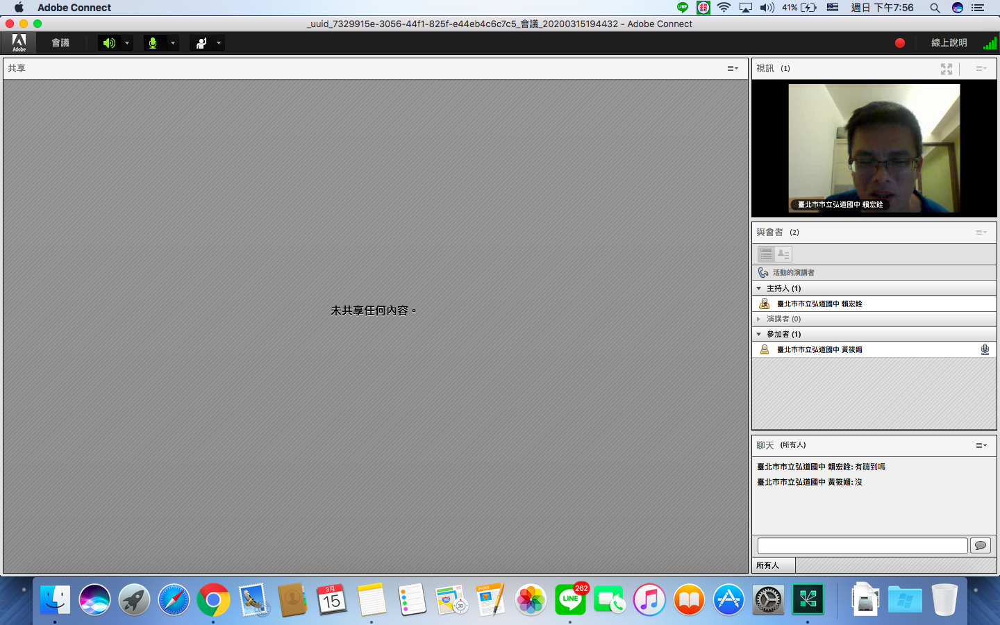 Adobe Connect
LINE
41%
週日 下午7:56
_uuid_7329915e-3056-44f1-825f-e44eb4c6c7c5_會議_20200315194432 - Adobe Connect
Adobe
會議
線上說明
共享
未共享任何內容。
視訊 (1)
臺北市市立弘道國中 賴宏銓
與會者 (2)
活動的演講者
主持人 (1)
臺北市市立弘道國中 賴宏銓
演講者 (0)
參加者 (1)
臺北市市立弘道國中 黃筱媚
聊天 (所有人)
臺北市市立弘道國中 賴宏銓: 有聽到嗎
臺北市市立弘道國中 黃筱媚: 沒
所有人
3月
15
3D
PAGES
LINE
262